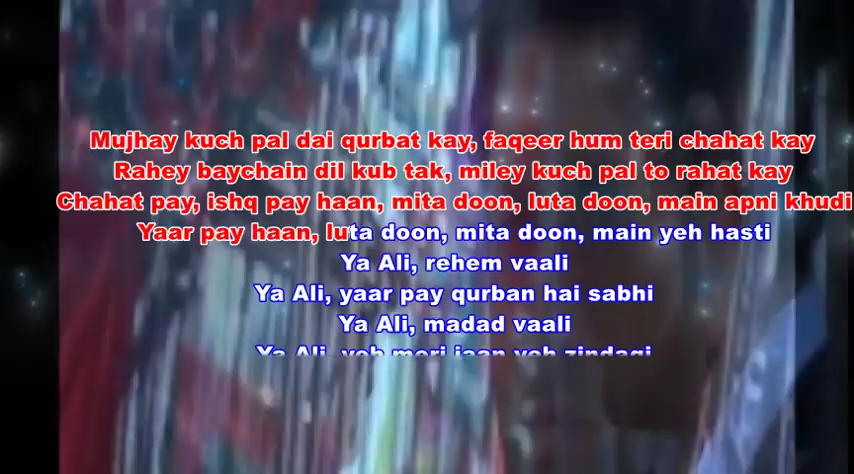 Mujhay kuch pal dai qurbat kay, faqeer hum teri chahat kay
Rahey baychain dil kub tak, miley kuch pal to rahat kay
Chahat pay, ishq pay haan, mita doon, luta doon, main apni khudi
Yaar pay haan, luta doon, mita doon, main yeh hasti
Ya Ali, rehem vaali
Ya Ali, yaar pay qurban hai sabhi
Ya Ali, madad vaali
Ya Ali, yeh meri jaan yeh zindagi